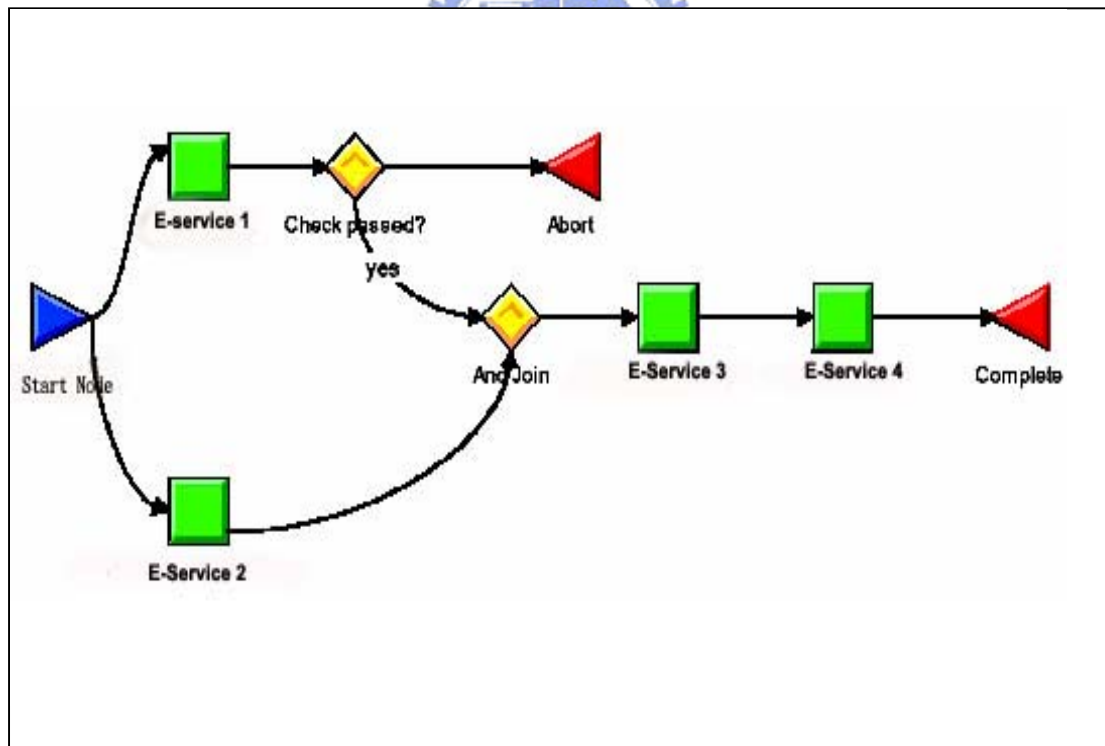 E-service 1
Check passed?
Abort
yes
Start Node
And Join
E-Service 3
E-Service 4
Complete
E-Service 2